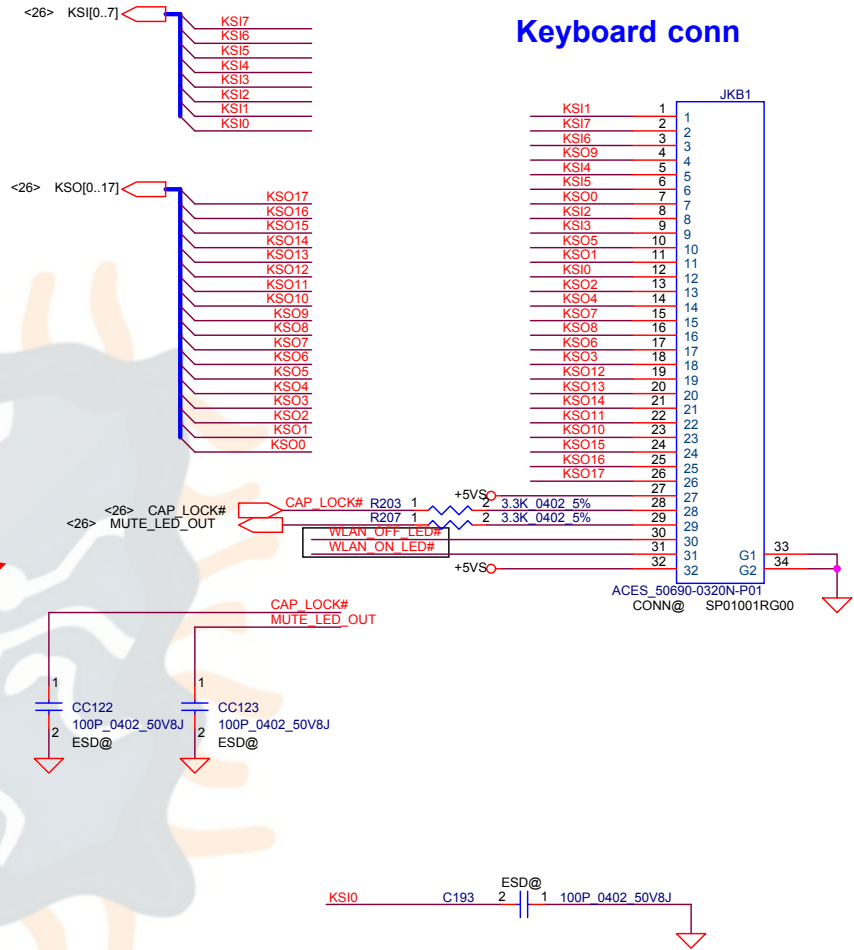 <26> KSI[0..7]
KSI7
KSI6
KSI5
KSI4
KSI3
KSI2
KSI1
KSI0
Keyboard conn
<26> KSO[0..17]
KSO17
KSO16
KSO15
KSO14
KSO13
KSO12
KSO11
KSO10
KSO9
KSO8
KSO7
KSO6
KSO5
KSO4
KSO3
KSO2
KSO1
KSO0
JKB1
KSI1 1 1
KSI7 2 2
KSI6 3 3
KSO9 4 4
KSI4 5 5
KSI5 6 6
KSO0 7 7
KSI2 8 8
KSI3 9 9
KSO5 10 10
KSO1 11 11
KSI0 12 12
KSO2 13 13
KSO4 14 14
KSO7 15 15
KSO8 16 16
KSO6 17 17
KSO3 18 18
KSO12 19 19
KSO13 20 20
KSO14 21 21
KSO11 22 22
KSO10 23 23
KSO15 24 24
KSO16 25 25
KSO17 26 26
+5VS 27 27
<26> CAP_LOCK# CAP_LOCK# R203 1 2 3.3K_0402_5% 28 28
<26> MUTE_LED_OUT R207 1 2 3.3K_0402_5% 29 29
WLAN_OFF_LED# 30 30
WLAN_ON_LED# 31 31 G1 33
+5VS 32 32 G2 34
ACES_50690-0320N-P01
CONN@ SP01001RG00
CAP_LOCK#
MUTE_LED_OUT
1 1
CC122 CC123
100P_0402_50V8J 100P_0402_50V8J
2 2
ESD@ ESD@
ESD@
KSI0 C193 2 1 100P_0402_50V8J